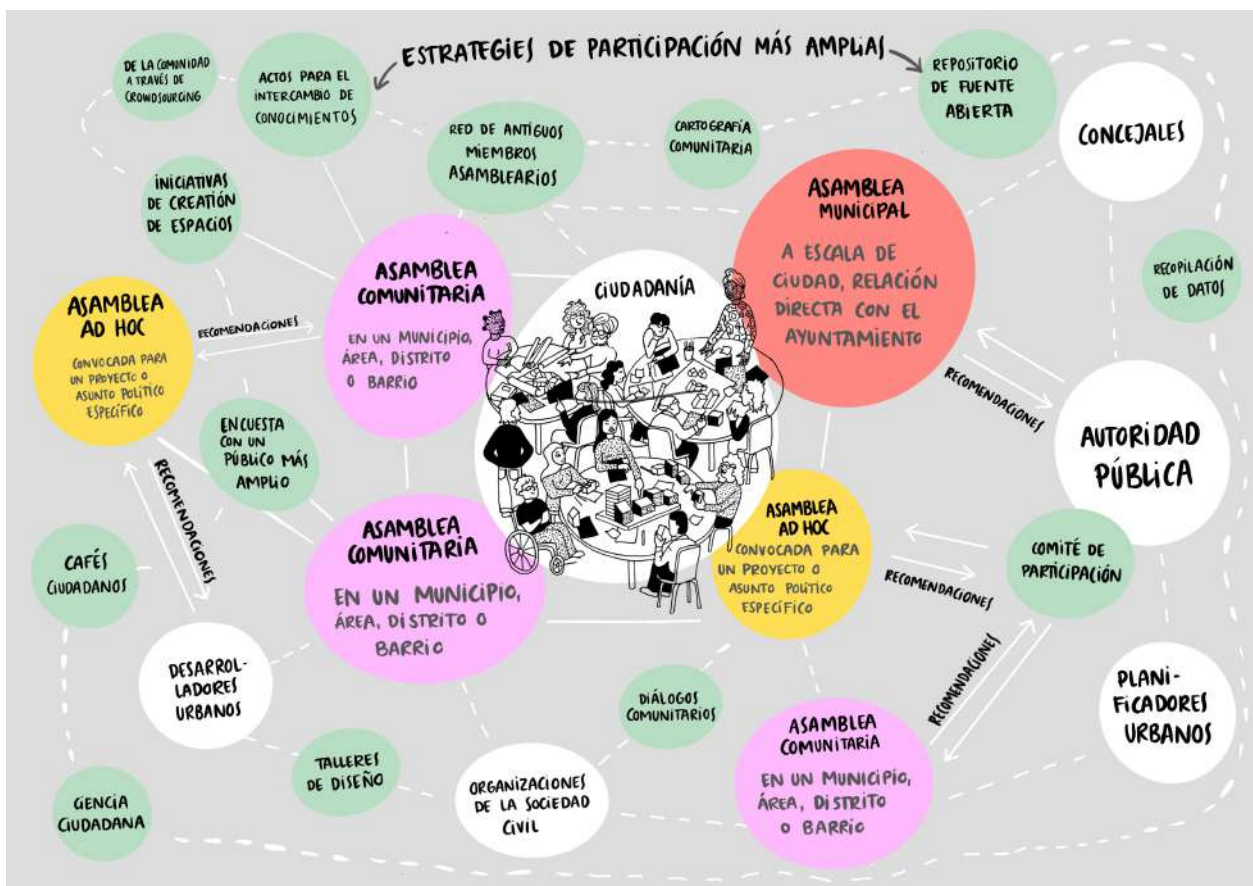 ESTRATEGIES DE PARTICIPACIÓN MÁS AMPLIAS
DE LA COMUNIDAD
A TRAVÉS DE
CROWDSOURCING
ACTOS PARA EL
INTERCAMBIO DE
CONOCIMIENTOS
RED DE ANTIGUOS
MIEMBROS
ASAMBLEARIOS
CARTOGRAFÍA
COMUNITARIA
REPOSITORIO
DE FUENTE
ABIERTA
CONCEJALES
INICIATIVAS
DE CREACIÓN
DE ESPACIOS
ASAMBLEA
MUNICIPAL
A ESCALA DE
CIUDAD, RELACIÓN
DIRECTA CON EL
AYUNTAMIENTO
ASAMBLEA
COMUNITARIA
EN UN MUNICIPIO,
ÁREA, DISTRITO
O BARRIO
CIUDADANÍA
RECOPILACIÓN
DE DATOS
ASAMBLEA
AD HOC
CONVOCADA PARA
UN PROYECTO O
ASUNTO POLÍTICO
ESPECÍFICO
RECOMENDACIONES
RECOMENDACIONES
ENCUESTA
CON UN
PÚBLICO MÁS
AMPLIO
AUTORIDAD
PÚBLICA
RECOMENDACIONES
ASAMBLEA
COMUNITARIA
EN UN MUNICIPIO,
ÁREA, DISTRITO O
BARRIO
ASAMBLEA
AD HOC
CONVOCADA PARA
UN PROYECTO O
ASUNTO POLÍTICO
ESPECÍFICO
RECOMENDACIONES
COMITÉ DE
PARTICIPACIÓN
CAFÉS
CIUDADANOS
DESARROL-
LADORES
URBANOS
RECOMENDACIONES
PLANI-
FICADORES
URBANOS
DIÁLOGOS
COMUNITARIOS
ASAMBLEA
COMUNITARIA
EN UN MUNICIPIO,
ÁREA, DISTRITO
O BARRIO
TALLERES
DE DISEÑO
ORGANIZACIONES
DE LA SOCIEDAD
CIVIL
CIENCIA
CIUDADANA